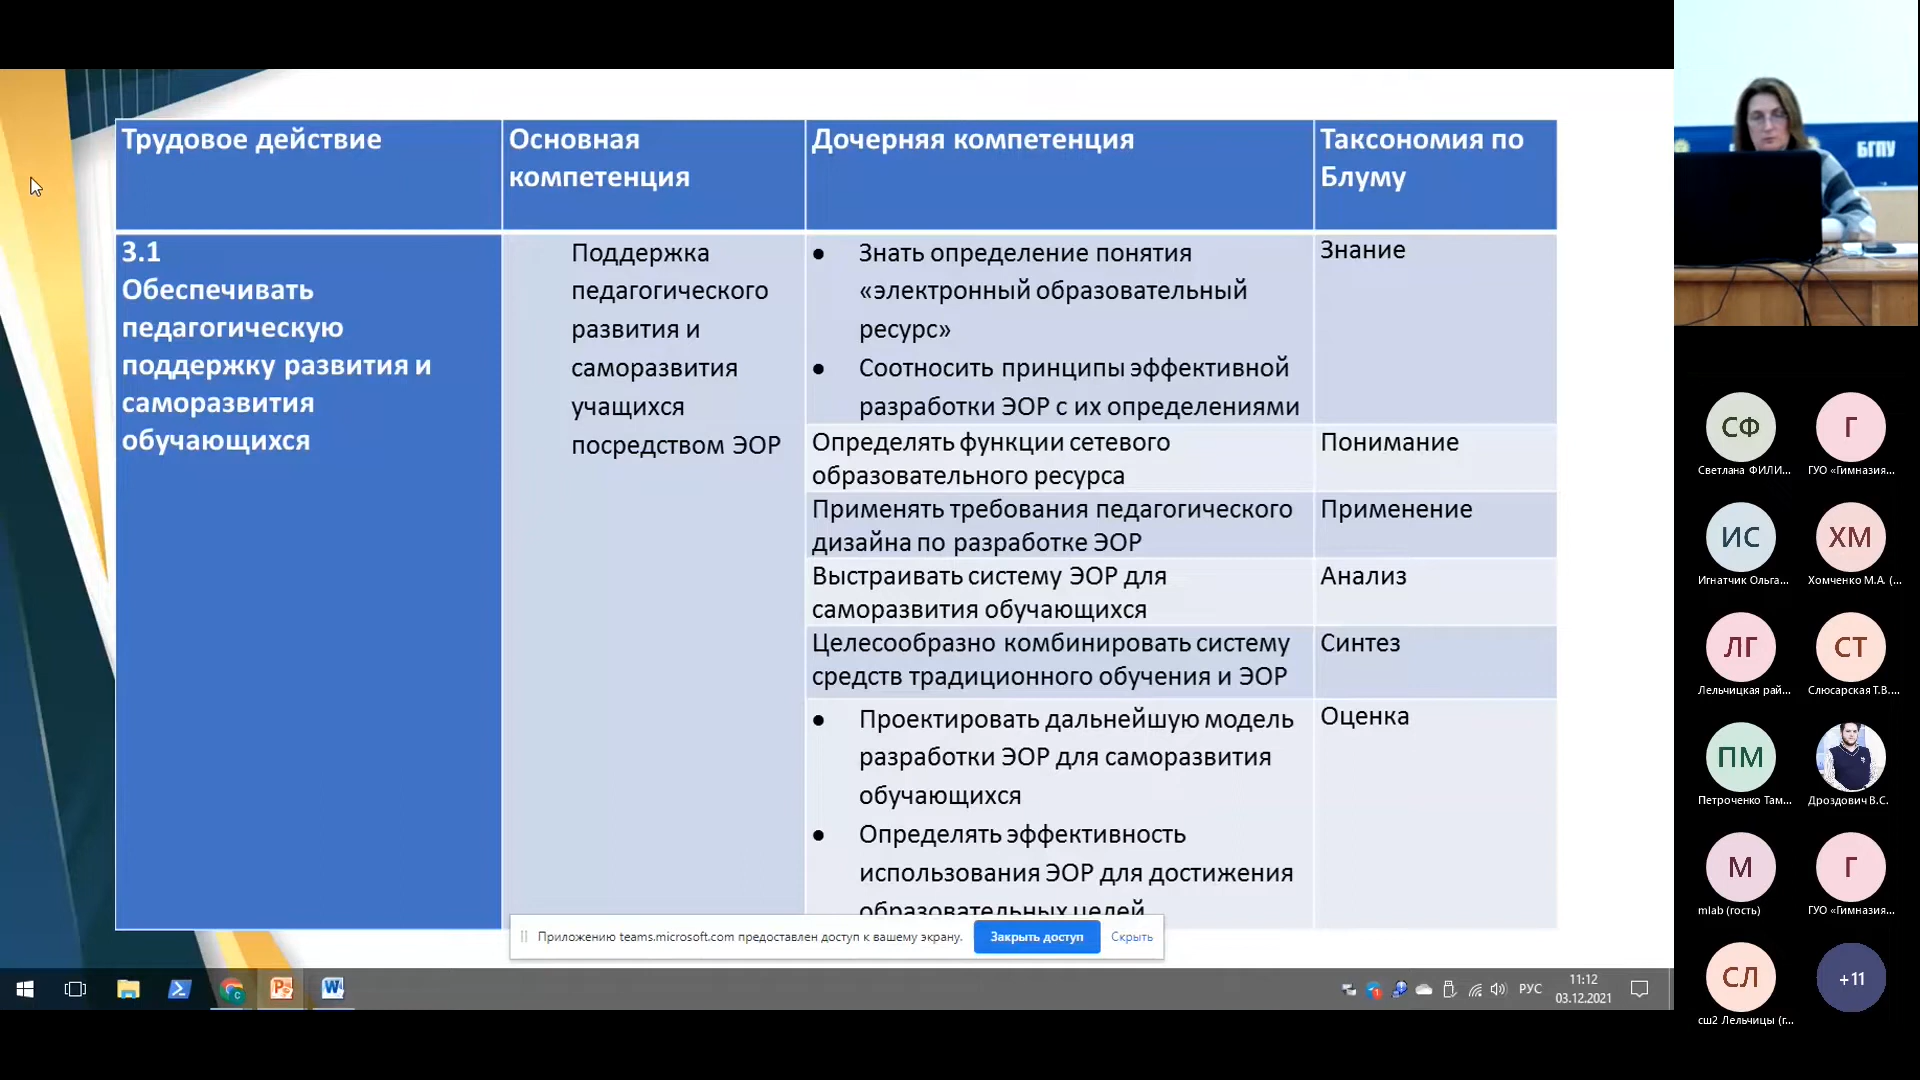 Трудовое действие
Основная
компетенция
Дочерняя компетенция
Таксономия по
Блуму
3.1
Обеспечивать
педагогическую
поддержку развития и
саморазвития
обучающихся
Поддержка
педагогического
развития и
саморазвития
учащихся
посредством ЭОР
• Знать определение понятия
«электронный образовательный
ресурс»
• Соотносить принципы эффективной
разработки ЭОР с их определениями
Знание
Определять функции сетевого
образовательного ресурса
Понимание
Применять требования педагогического
дизайна по разработке ЭОР
Применение
Выстраивать систему ЭОР для
саморазвития обучающихся
Анализ
Целесообразно комбинировать систему
средств традиционного обучения и ЭОР
Синтез
• Проектировать дальнейшую модель
разработки ЭОР для саморазвития
обучающихся
• Определять эффективность
использования ЭОР для достижения
образовательных целей
Оценка
Приложению teams.microsoft.com предоставлен доступ к вашему экрану.
Закрыть доступ
Скрыть
РУС
11:12
03.12.2021
БГПУ
СФ
Светлана ФИЛИ...
Г
ГУО «Гимназия...
ИС
Игнатчик Ольга...
ХМ
Хомченко М.А. (...
ЛГ
Лельчицкая рай...
СТ
Слюсарская Т.В....
ПМ
Петроченко Там...
Дроздович В.С.
М
mlab (гость)
Г
ГУО «Гимназия...
СЛ
сш2 Лельчицы (г...
+11